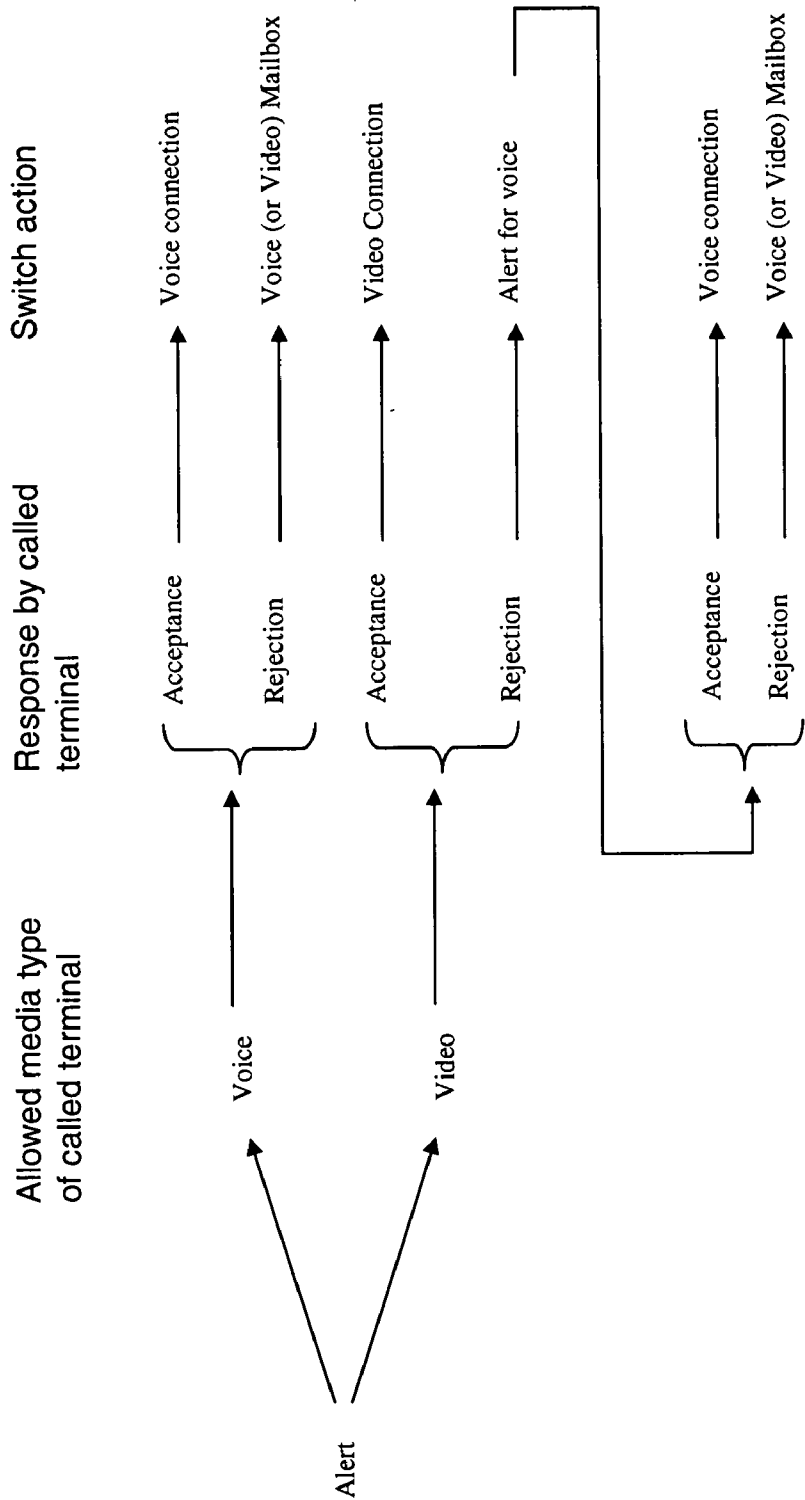 Allowed media type
of called terminal
Response by called
terminal
Switch action
Alert
Voice
Acceptance
Voice connection
Rejection
Voice (or Video) Mailbox
Video
Acceptance
Video Connection
Rejection
Alert for voice
Acceptance
Voice connection
Rejection
Voice (or Video) Mailbox